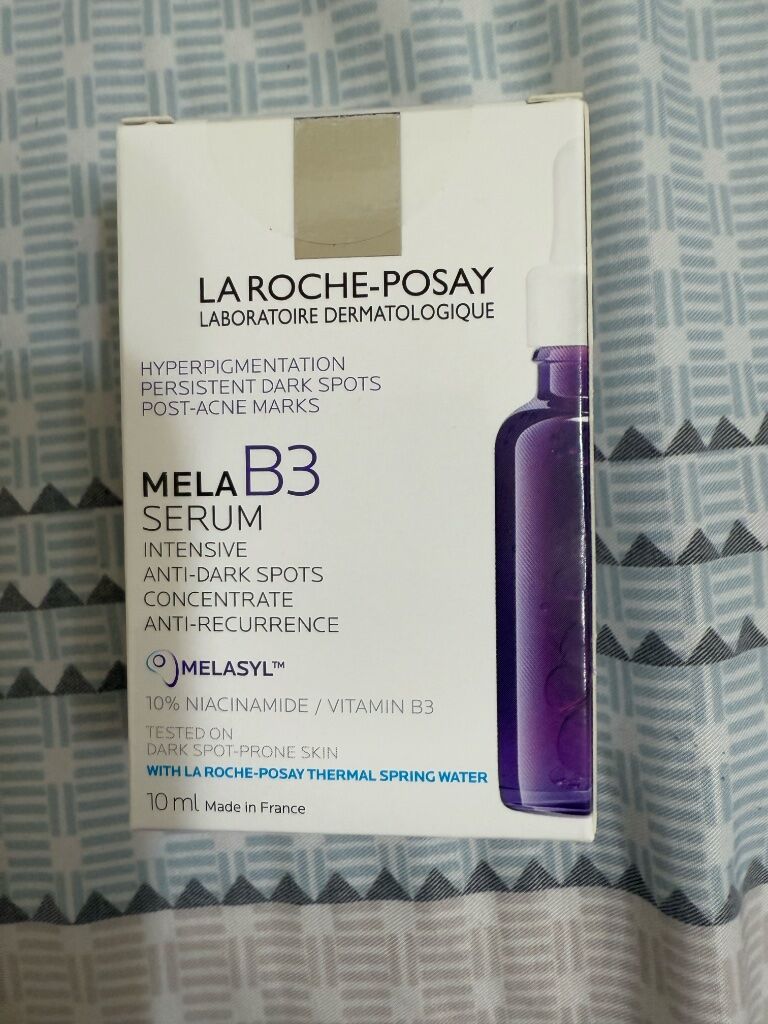 LA ROCHE-POSAY
LABORATOIRE DERMATOLOGIQUE
HYPERPIGMENTATION
PERSISTENT DARK SPOTS
POST-ACNE MARKS
MELA B3
SERUM
INTENSIVE
ANTI-DARK SPOTS
CONCENTRATE
ANTI-RECURRENCE
MELASYL™
10% NIACINAMIDE / VITAMIN B3
TESTED ON
DARK SPOT-PRONE SKIN
WITH LA ROCHE-POSAY THERMAL SPRING WATER
10 ml Made in France